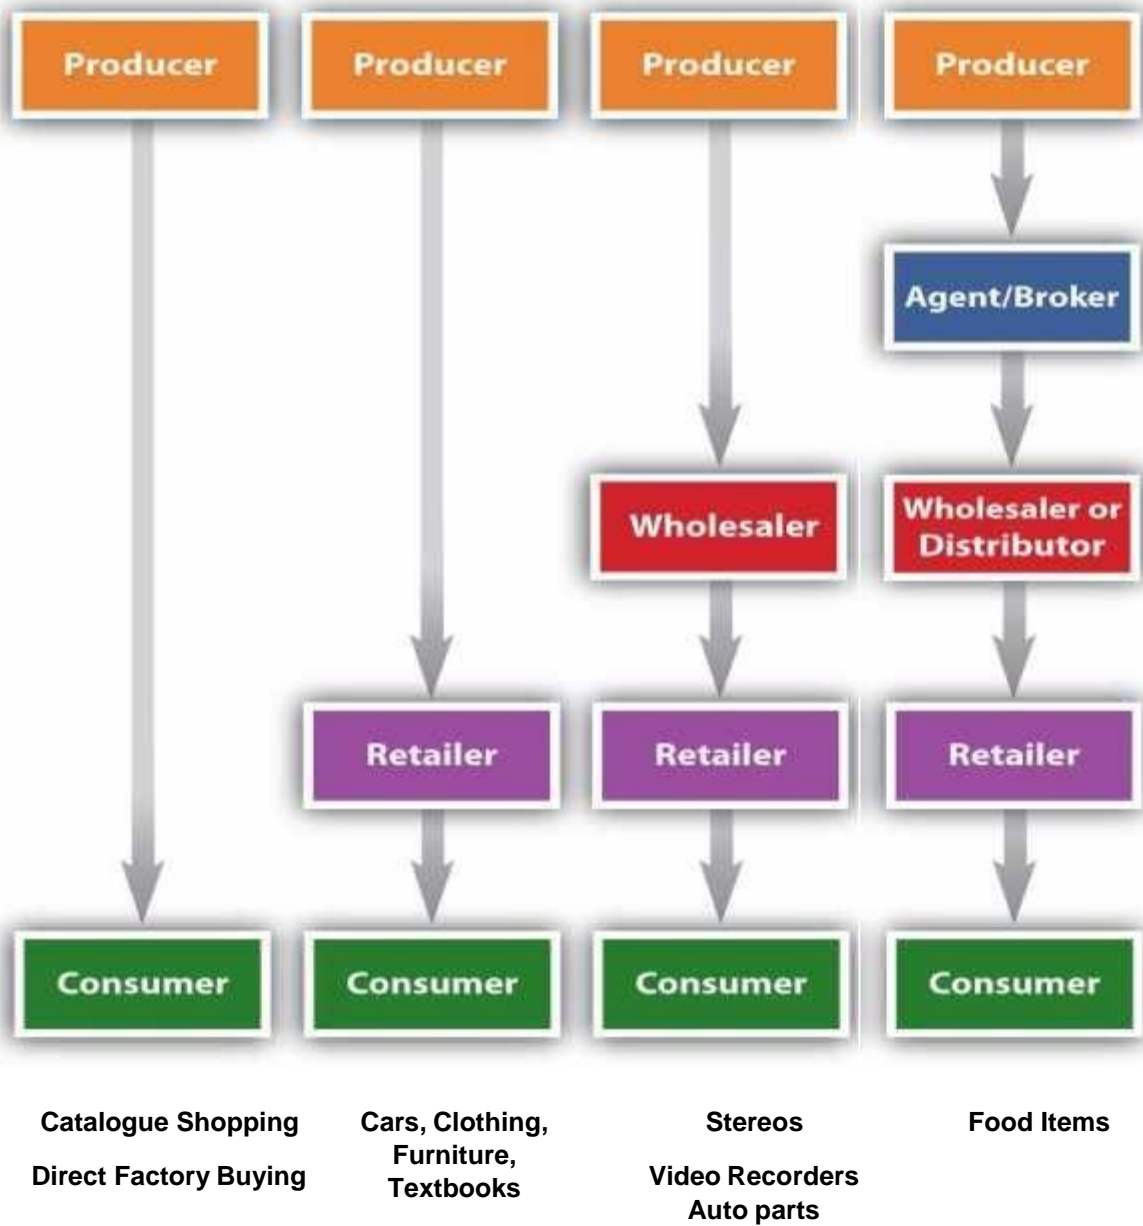 Producer
Producer
Producer
Producer
Agent/Broker
Wholesaler
Wholesaler or
Distributor
Retailer
Retailer
Retailer
Consumer
Consumer
Consumer
Consumer
Catalogue Shopping
Direct Factory Buying
Cars, Clothing,
Furniture,
Textbooks
Stereos
Video Recorders
Auto parts
Food Items